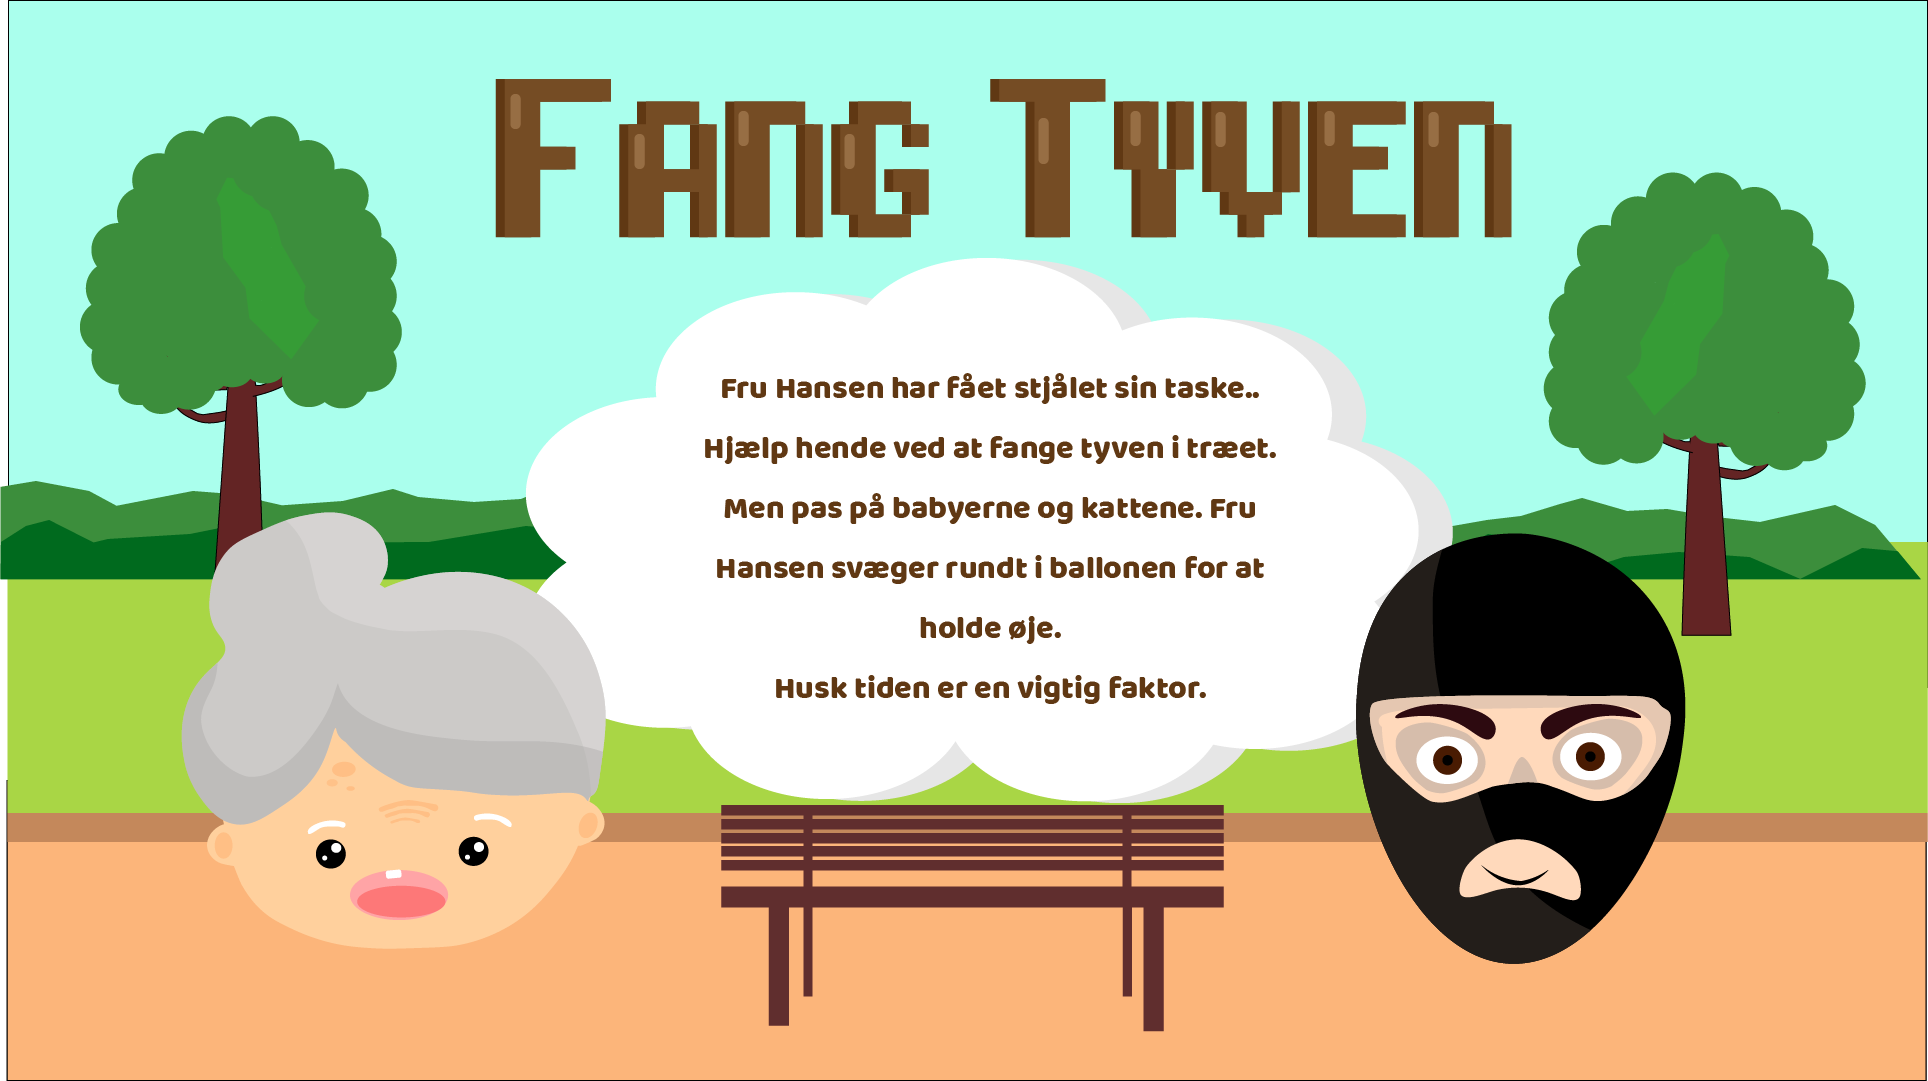 Fang Tyven
Fru Hansen har fået stjålet sin taske..
Hjælp hende ved at fange tyven i træet.
Men pas på babyerne og kattene. Fru
Hansen svæger rundt i ballonen for at
holde øje.
Husk tiden er en vigtig faktor.